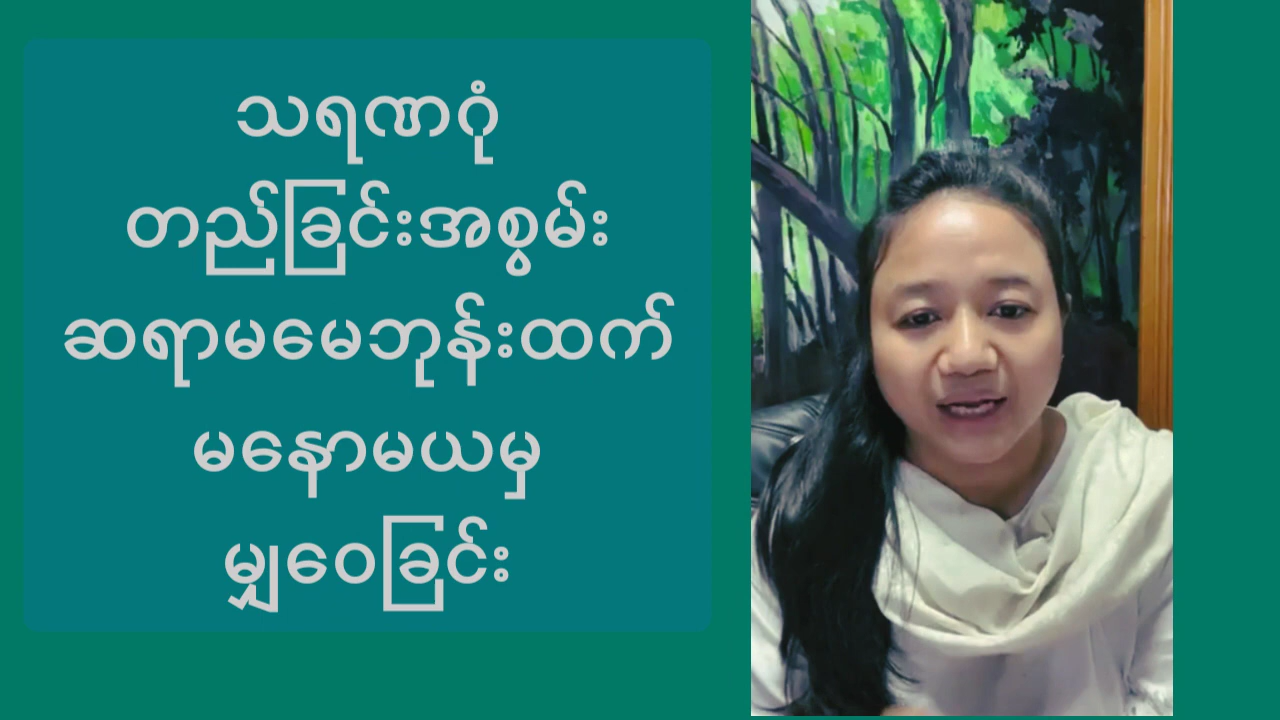 သရဏဂုံ
တည်ခြင်းအစွမ်း
ဆရာမမေဘုန်းထက်
မနောမယမှ
မျှဝေခြင်း